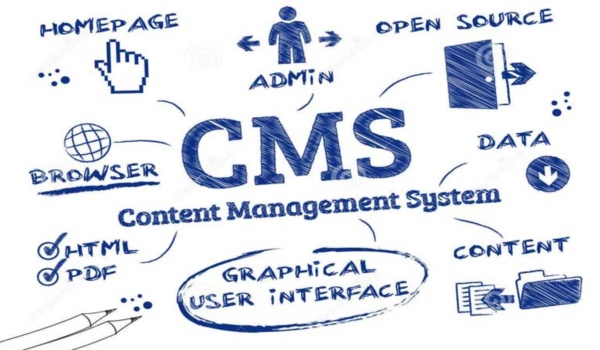 HOMEPAGE
ADMIN
OPEN SOURCE
CMS
Content Management System
BROWSER
DATA
HTML
PDF
GRAPHICAL
USER INTERFACE
CONTENT